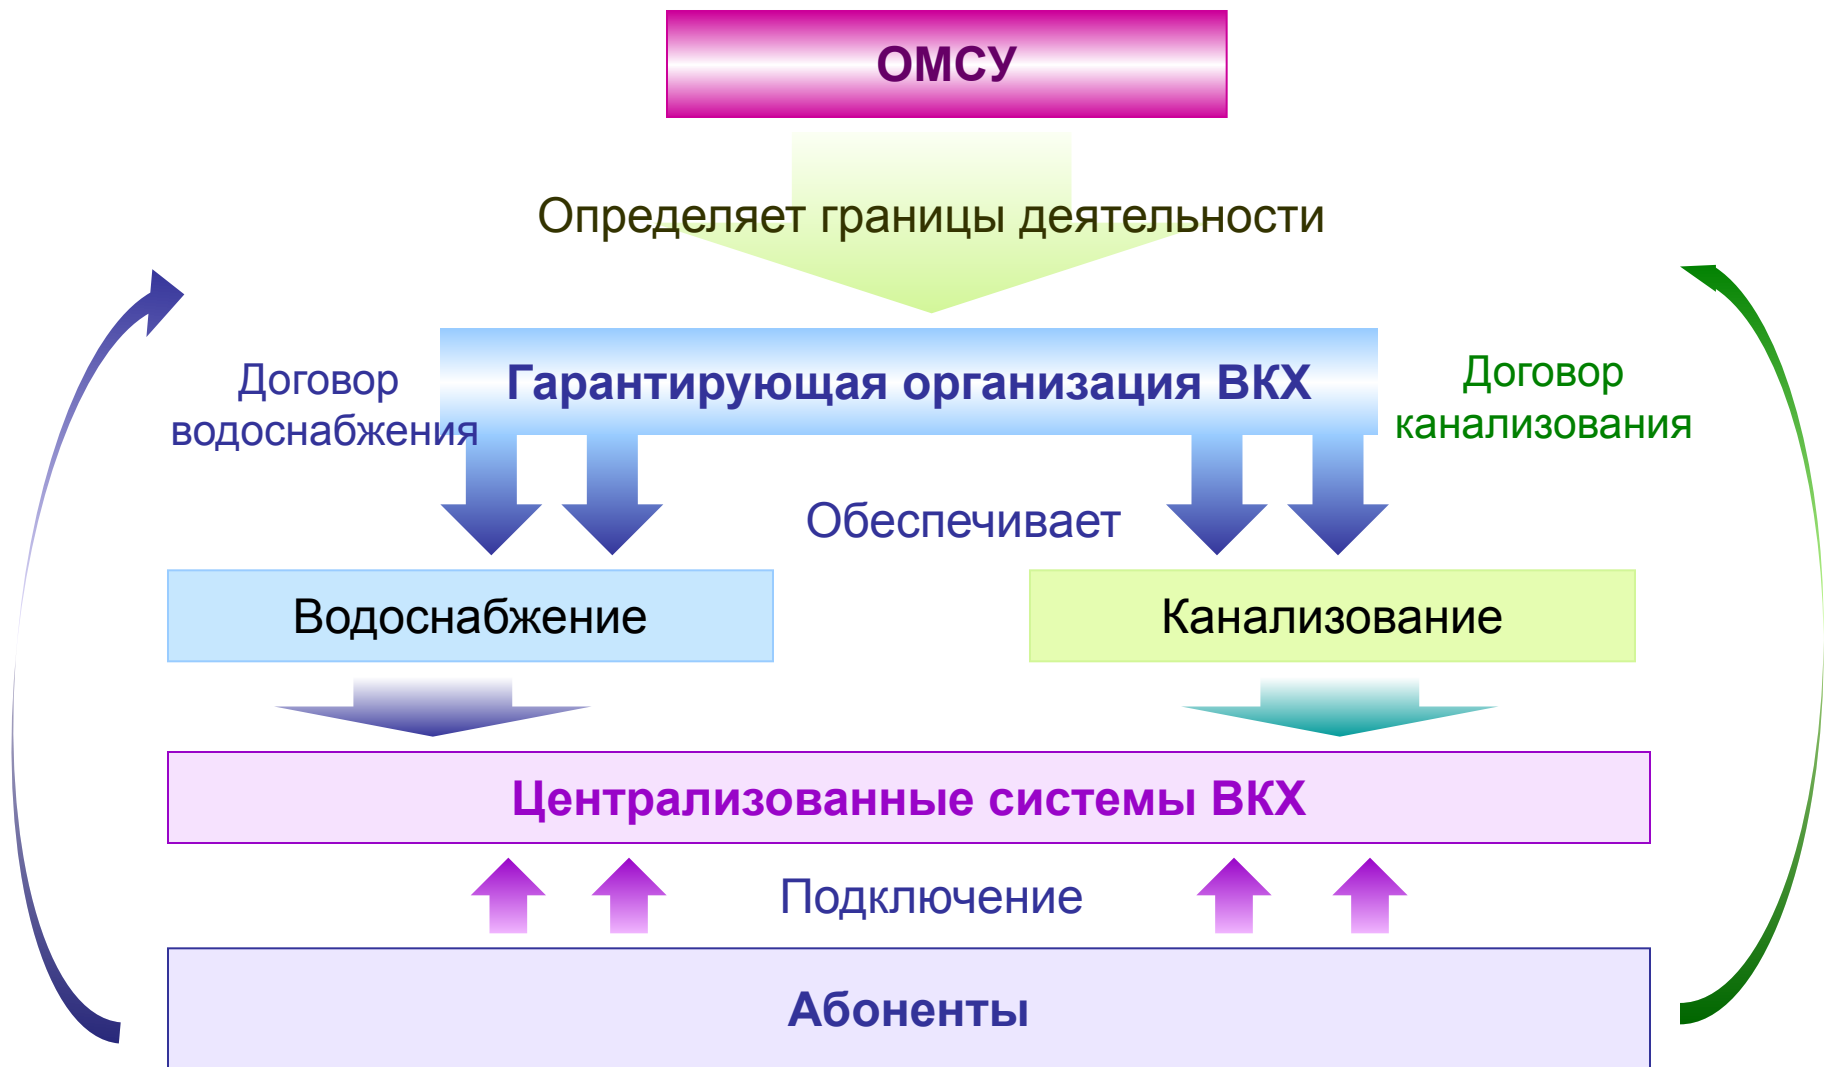 ОМСУ
Определяет границы деятельности
Договор
водоснабжения
Гарантирующая организация ВКХ
Договор
канализования
Обеспечивает
Водоснабжение
Канализование
Централизованные системы ВКХ
Подключение
Абоненты